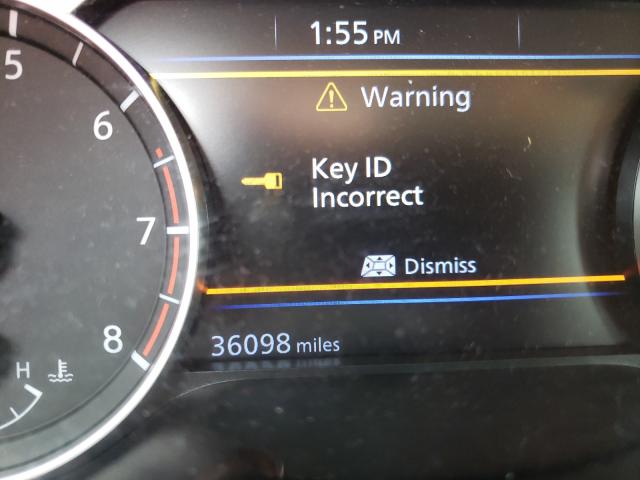 1:55 PM
5
6
7
8
H
Warning
Key ID
Incorrect
Dismiss
36098 miles